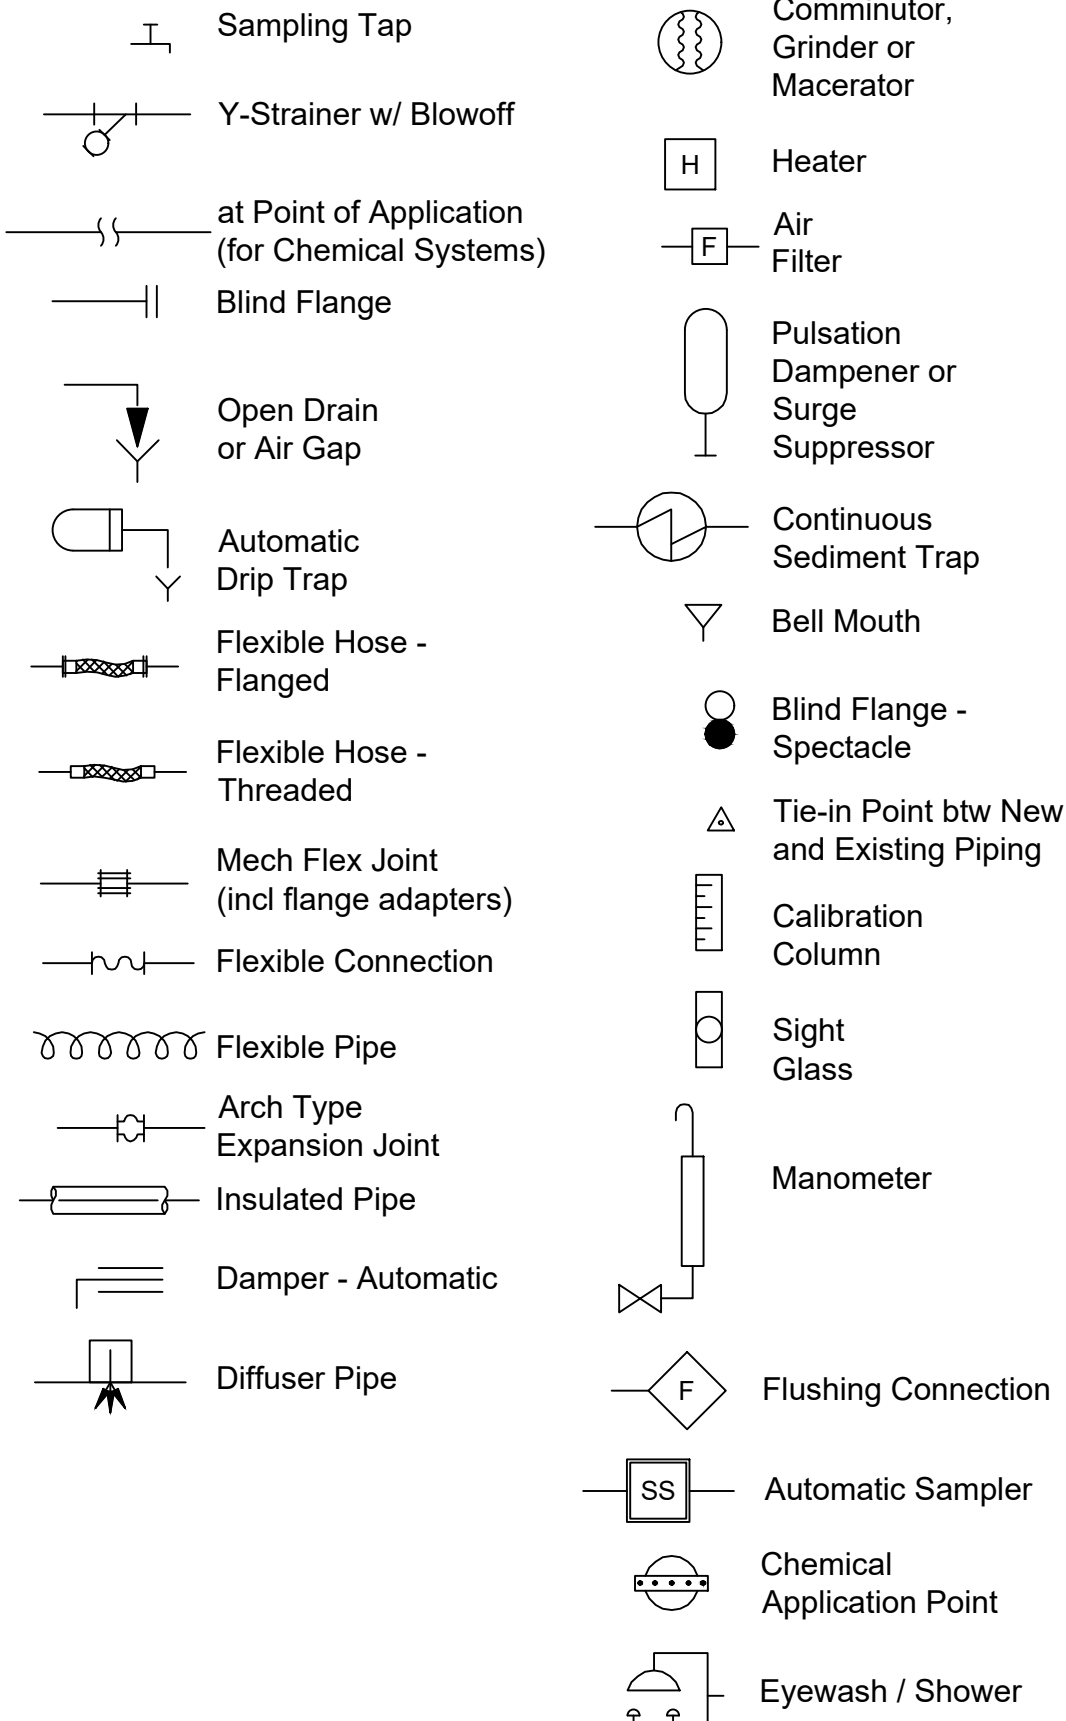 Sampling Tap
Y-Strainer w/ Blowoff
at Point of Application
(for Chemical Systems)
Blind Flange
Open Drain
or Air Gap
Automatic
Drip Trap
Flexible Hose -
Flanged
Flexible Hose -
Threaded
Mech Flex Joint
(incl flange adapters)
Flexible Connection
Flexible Pipe
Arch Type
Expansion Joint
Insulated Pipe
Damper - Automatic
Diffuser Pipe
Comminutor,
Grinder or
Macerator
H
Heater
Air
F
Filter
Pulsation
Dampener or
Surge
Suppressor
Continuous
Sediment Trap
Bell Mouth
Blind Flange -
Spectacle
Tie-in Point btw New
and Existing Piping
Calibration
Column
Sight
Glass
Manometer
F
Flushing Connection
SS
Automatic Sampler
Chemical
Application Point
Eyewash / Shower